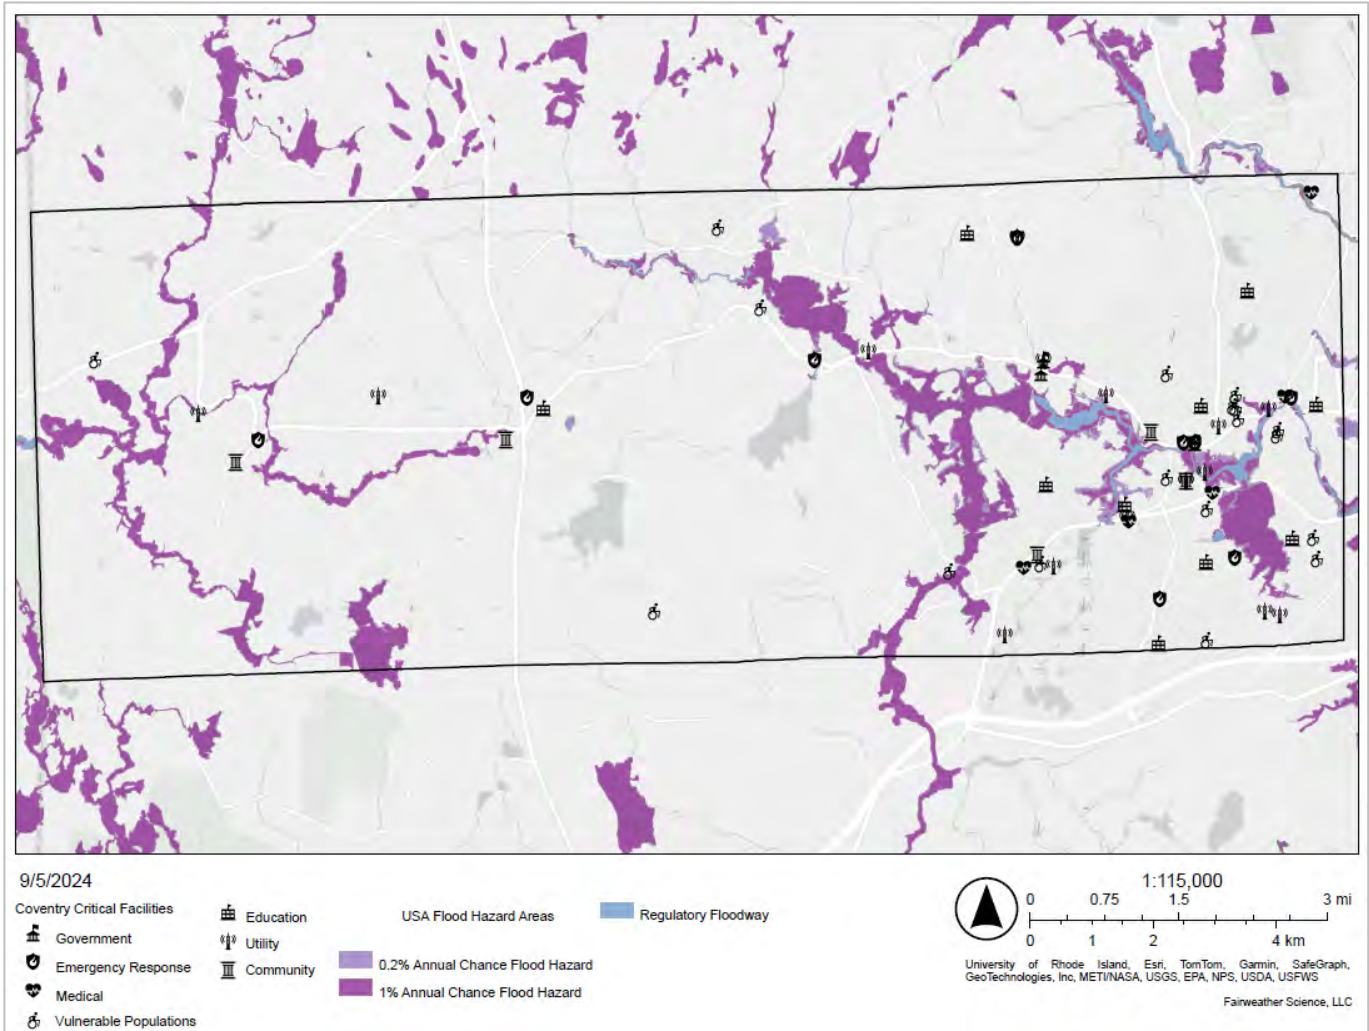 9/5/2024
Coventry Critical Facilities
Government
Emergency Response
Medical
Vulnerable Populations
Education
Utility
Community
USA Flood Hazard Areas
0.2% Annual Chance Flood Hazard
1% Annual Chance Flood Hazard
Regulatory Floodway
1:115,000
0 0.75 1.5 3 mi
0 1 2 4 km
University of Rhode Island, Esri, TomTom, Garmin, SafeGraph,
GeoTechnologies, Inc, METI/NASA, USGS, EPA, NPS, USDA, USFWS
Fairweather Science, LLC